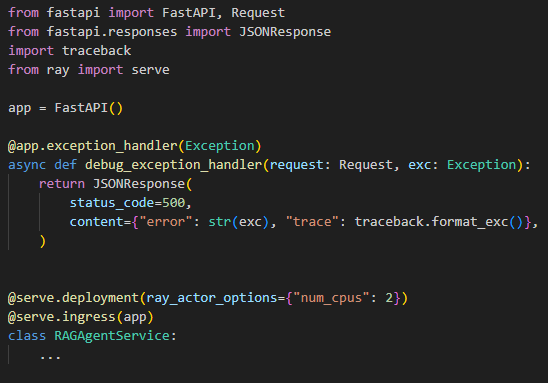 from fastapi import FastAPI, Request
from fastapi.responses import JSONResponse
import traceback
from ray import serve

app = FastAPI()

@app.exception_handler(Exception)
async def debug_exception_handler(request: Request, exc: Exception):
    return JSONResponse(
        status_code=500,
        content={"error": str(exc), "trace": traceback.format_exc()},
    )


@serve.deployment(ray_actor_options={"num_cpus": 2})
@serve.ingress(app)
class RAGAgentService:
    ...